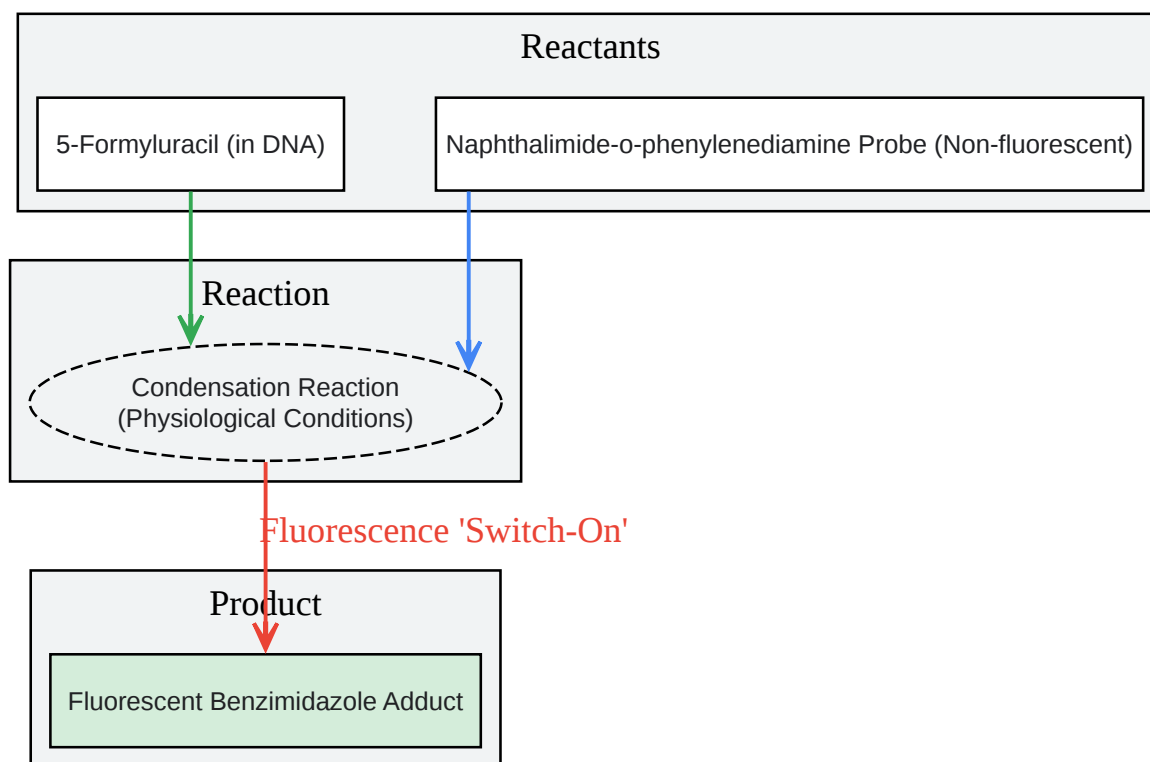 Reactants
5-Formyluracil (in DNA)
Naphthalimide-o-phenylenediamine Probe (Non-fluorescent)
Reaction
Condensation Reaction
(Physiological Conditions)
Fluorescence 'Switch-On'
Product
Fluorescent Benzimidazole Adduct